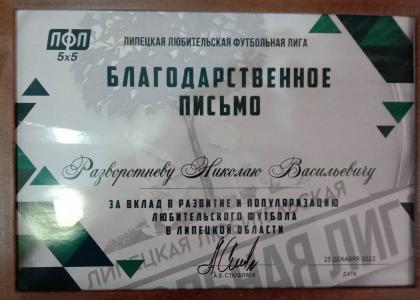 ЛФЛ
5x5
ЛИПЕЦКАЯ ЛЮБИТЕЛЬСКАЯ ФУТБОЛЬНАЯ ЛИГА
БЛАГОДАРСТВЕННОЕ
ПИСЬМО
Разворотневу Николаю Васильевичу
ЗА ВКЛАД В РАЗВИТИЕ И ПОПУЛЯРИЗАЦИЮ
ЛЮБИТЕЛЬСКОГО ФУТБОЛА
В ЛИПЕЦКОЙ ОБЛАСТИ
А.В. СТЮФЛЯЕВ
25 ДЕКАБРЯ 2022
ДАТА